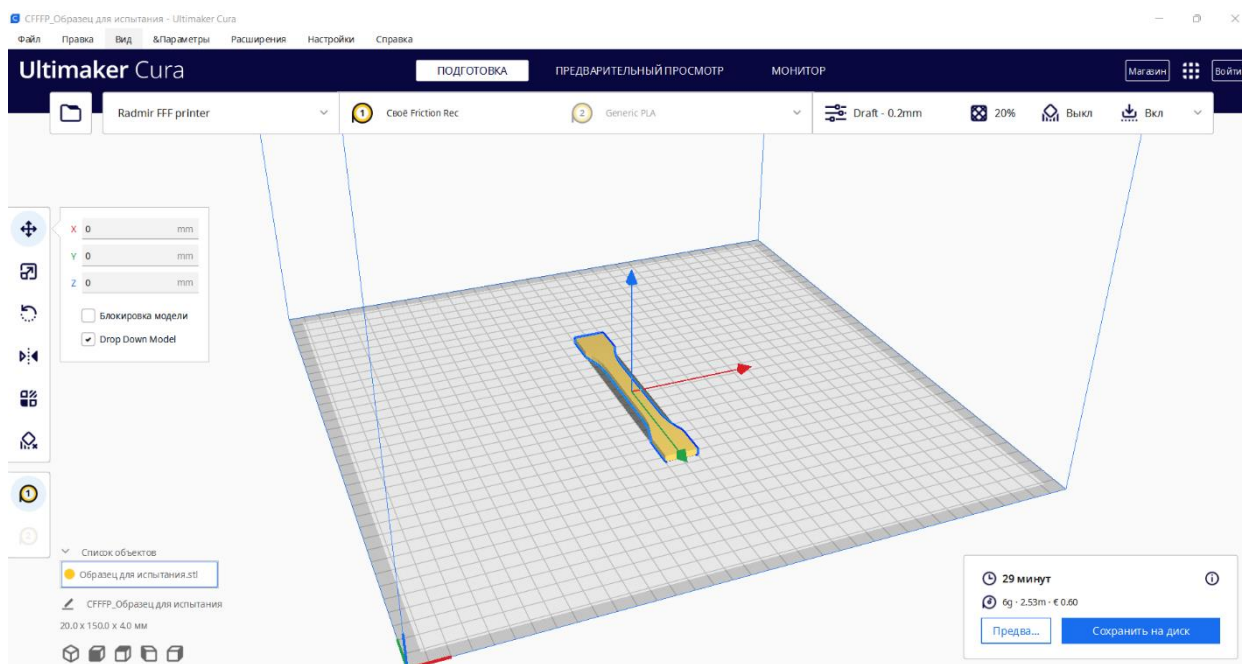 CFFFP_Образец для испытания - Ultimaker Cura
Файл Правка Вид &Параметры Расширения Настройки Справка
Ultimaker Cura ПОДГОТОВКА ПРЕДВАРИТЕЛЬНЫЙ ПРОСМОТР МОНИТОР Магазин Войти
Radmir FFF printer 1 Своё Friction Rec 2 Generic PLA Draft - 0.2mm 20% Выкл Вкл
X 0 mm
Y 0 mm
Z 0 mm
Блокировка модели
Drop Down Model
1
2
Список объектов
Образец для испытания.stl
CFFFP_Образец для испытания
20.0 x 150.0 x 4.0 мм
29 минут
6g · 2.53m · € 0.60
Предва... Сохранить на диск